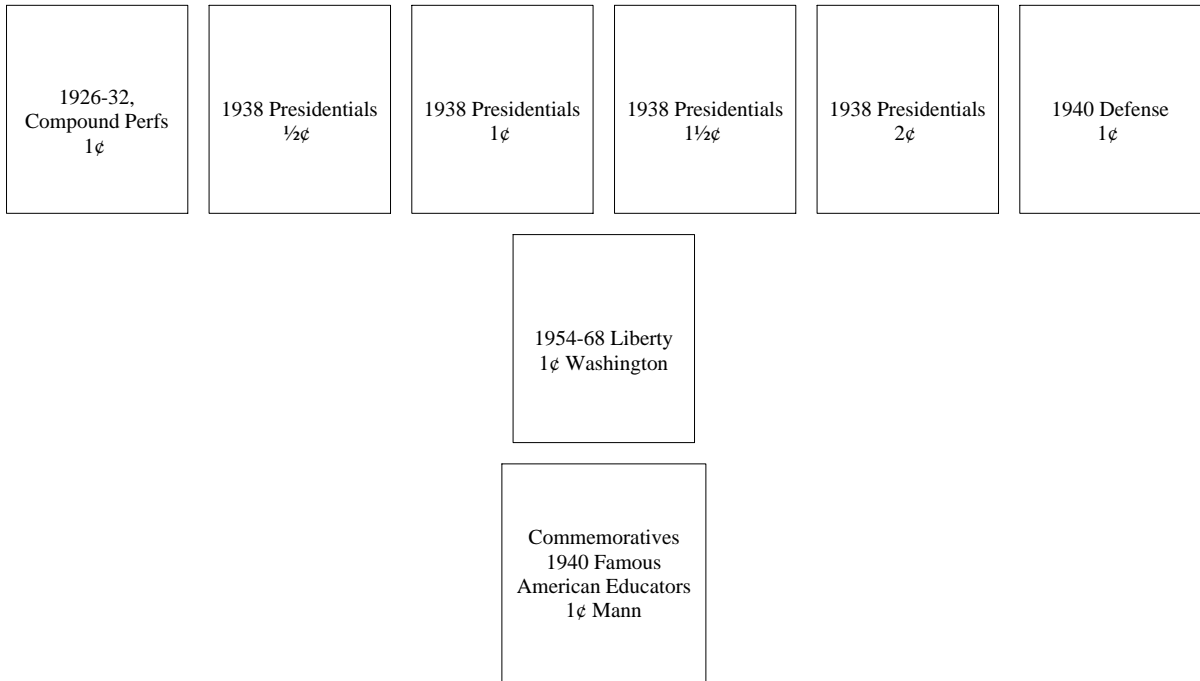 1926-32,
Compound Perfs
1¢
1938 Presidentials
½¢
1938 Presidentials
1¢
1938 Presidentials
1½¢
1938 Presidentials
2¢
1940 Defense
1¢
1954-68 Liberty
1¢ Washington
Commemoratives
1940 Famous
American Educators
1¢ Mann